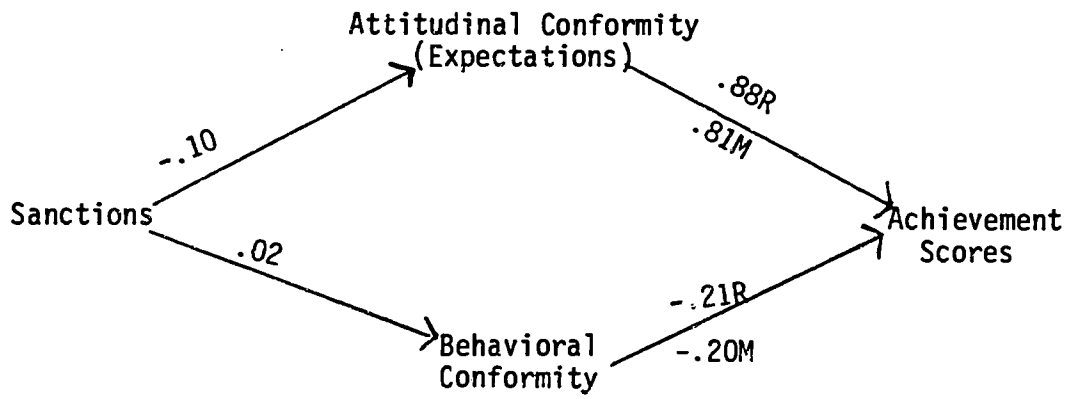 Attitudinal Conformity
(Expectations)
.88R
.81M
-.10
Sanctions
Achievement
Scores
.02
-.21R
-.20M
Behavioral
Conformity